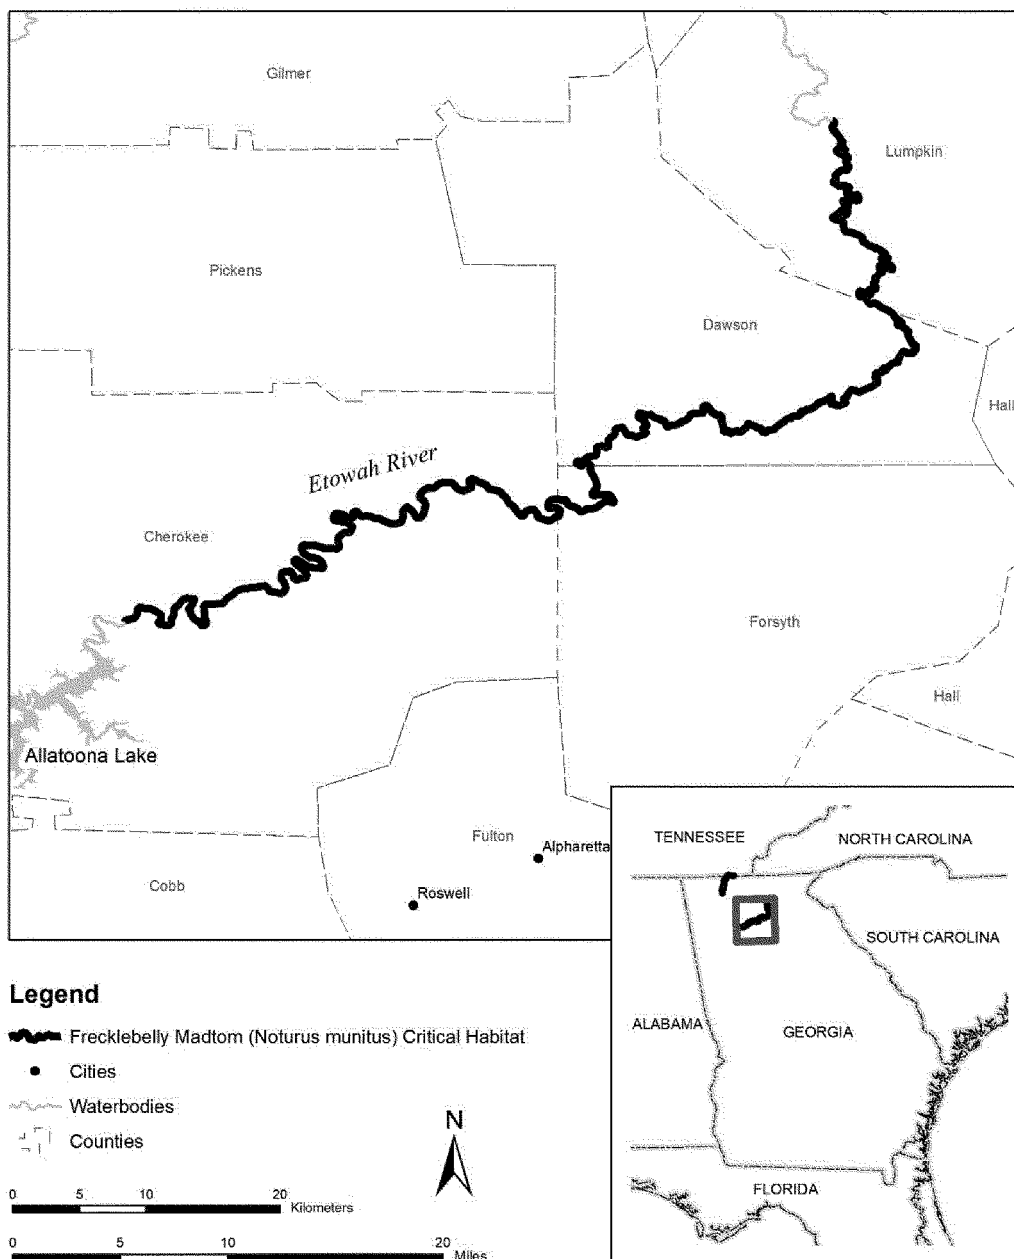 Gilmer
Lumpkin
Pickens
Dawson
Hall
Etowah River
Cherokee
Forsyth
Hall
Allatoona Lake
Fulton
Alpharetta
Cobb
Roswell
TENNESSEE
NORTH CAROLINA
SOUTH CAROLINA
ALABAMA
GEORGIA
FLORIDA
Legend
Frecklebelly Madtom (Noturus munitus) Critical Habitat
Cities
Waterbodies
Counties
N
0 5 10 20
Kilometers
0 5 10 20
Miles